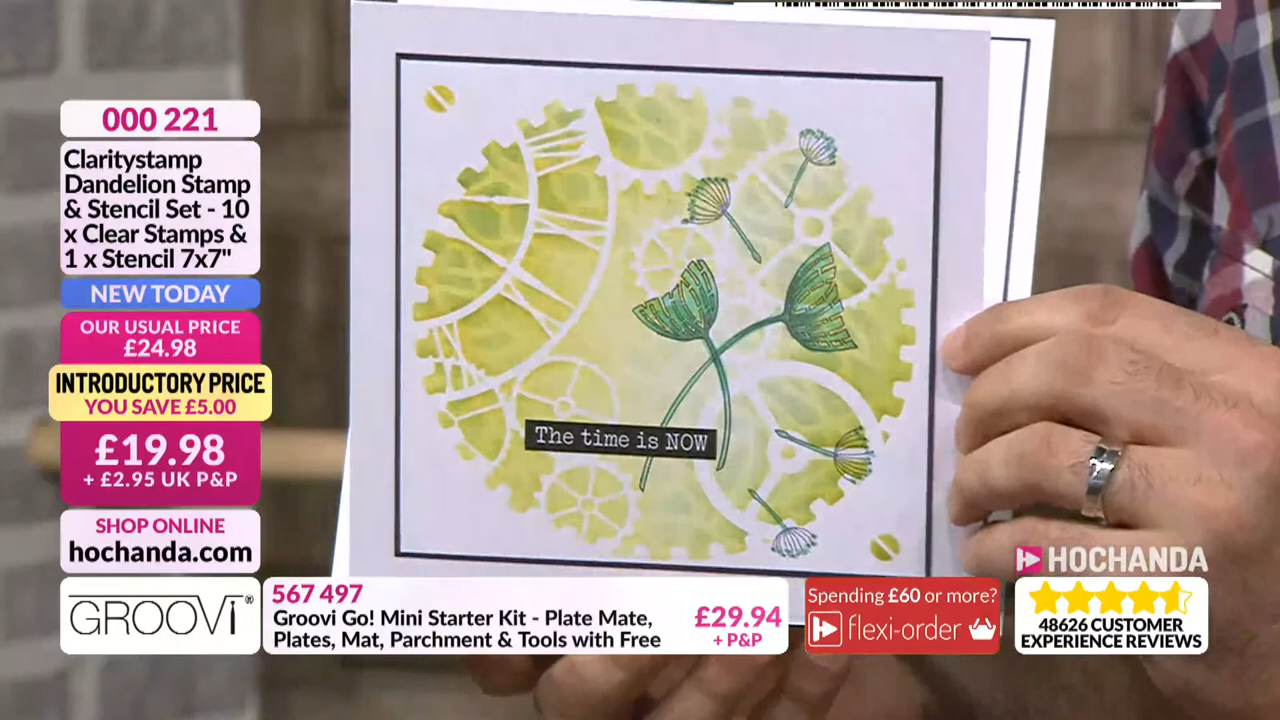 000 221
Claritystamp
Dandelion Stamp
& Stencil Set - 10
x Clear Stamps &
1 x Stencil 7x7"
NEW TODAY
OUR USUAL PRICE
£24.98
INTRODUCTORY PRICE
YOU SAVE £5.00
£19.98
+ £2.95 UK P&P
SHOP ONLINE
hochanda.com
The time is NOW
HOCHANDA
GROOVI®
567 497
Groovi Go! Mini Starter Kit - Plate Mate,
Plates, Mat, Parchment & Tools with Free
£29.94
+ P&P
Spending £60 or more?
flexi-order
48626 CUSTOMER
EXPERIENCE REVIEWS